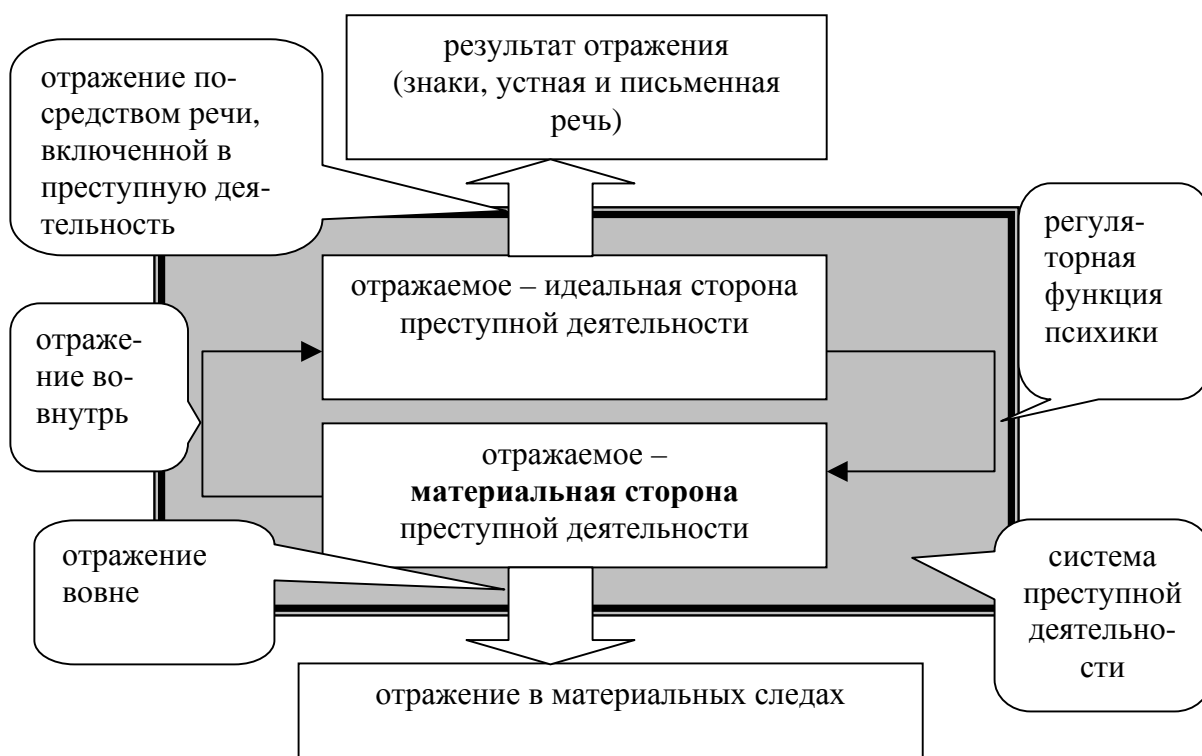 результат отражения
(знаки, устная и письменная
речь)
отражение по-
средством речи,
включенной в
преступную дея-
тельность
регуля-
торная
функция
психики
отражаемое – идеальная сторона
преступной деятельности
отраже-
ние во-
внутрь
отражаемое –
материальная сторона
преступной деятельности
отражение
вовне
система
преступной
деятельно-
сти
отражение в материальных следах